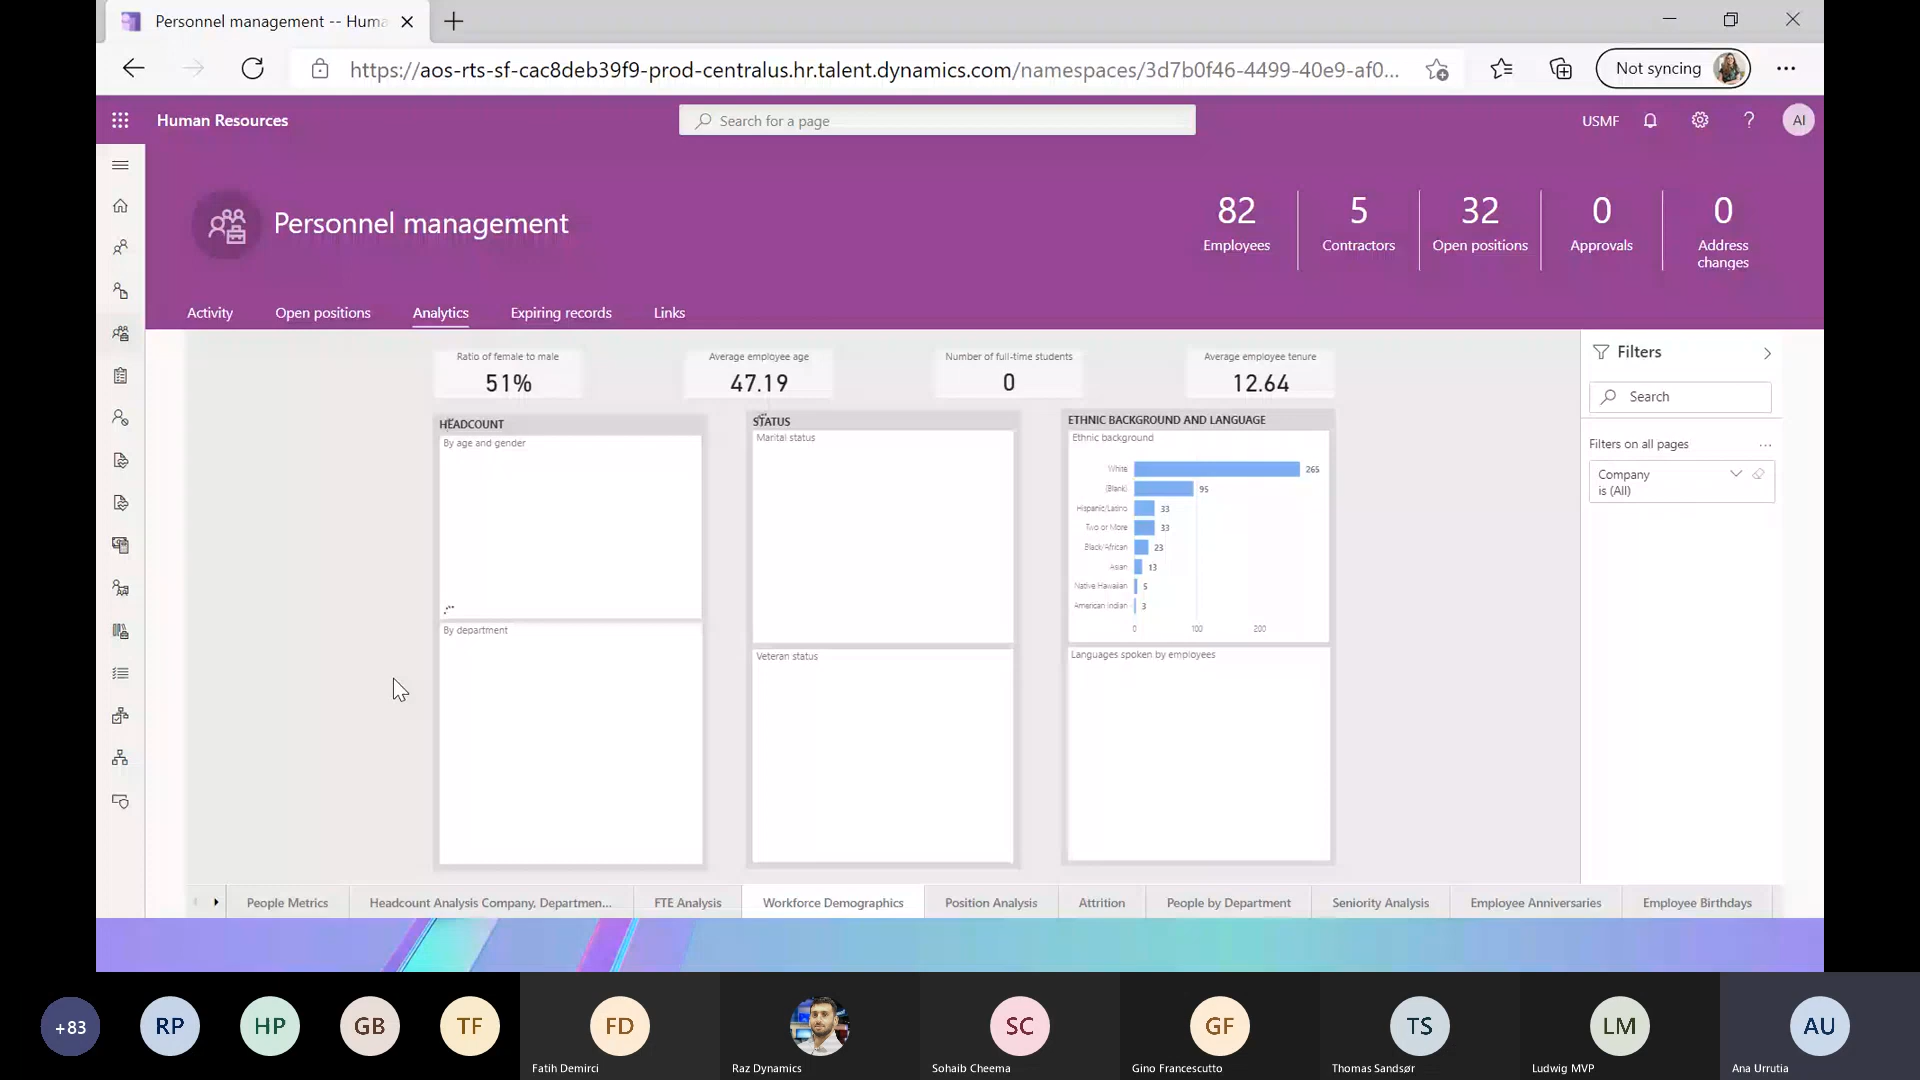 Personnel management -- Huma
https://aos-rts-sf-cac8deb39f9-prod-centralus.hr.talent.dynamics.com/namespaces/3d7b0f46-4499-40e9-af0...
Not syncing
Human Resources
Search for a page
USMF
?
AI
Personnel management
82
Employees
5
Contractors
32
Open positions
0
Approvals
0
Address
changes
Activity
Open positions
Analytics
Expiring records
Links
Ratio of female to male
51%
Average employee age
47.19
Number of full-time students
0
Average employee tenure
12.64
Filters
Search
Filters on all pages
Company
is (All)
HEADCOUNT
By age and gender
By department
STATUS
Marital status
Veteran status
ETHNIC BACKGROUND AND LANGUAGE
Ethnic background
White 265
(Blank) 95
Hispanic/Latino 33
Two or More 33
Black/African 23
Asian 13
Native Hawaiian 5
American Indian 3
0 100 200
Languages spoken by employees
People Metrics
Headcount Analysis Company, Departmen...
FTE Analysis
Workforce Demographics
Position Analysis
Attrition
People by Department
Seniority Analysis
Employee Anniversaries
Employee Birthdays
+83
RP
HP
GB
TF
FD
Fatih Demirci
Raz Dynamics
SC
Sohaib Cheema
GF
Gino Francescutto
TS
Thomas Sandsør
LM
Ludwig MVP
AU
Ana Urrutia